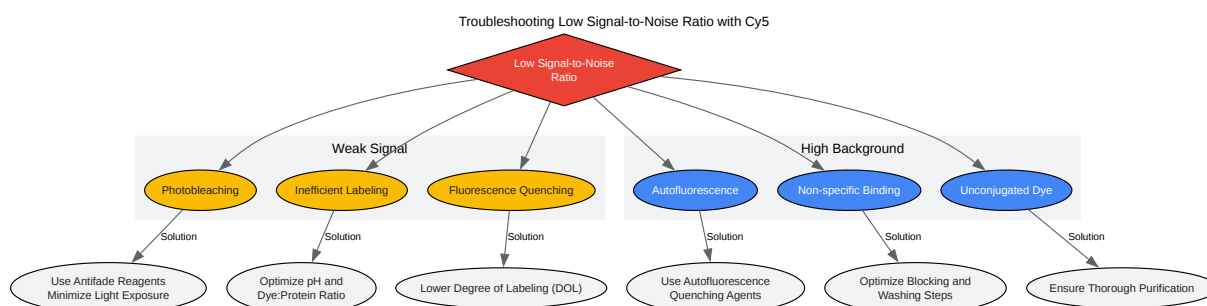 Troubleshooting Low Signal-to-Noise Ratio with Cy5
Low Signal-to-Noise
Ratio
Weak Signal
High Background
Photobleaching
Inefficient Labeling
Fluorescence Quenching
Autofluorescence
Non-specific Binding
Unconjugated Dye
Solution
Solution
Solution
Solution
Solution
Solution
Use Antifade Reagents
Minimize Light Exposure
Optimize pH and
Dye:Protein Ratio
Lower Degree of Labeling (DOL)
Use Autofluorescence
Quenching Agents
Optimize Blocking and
Washing Steps
Ensure Thorough Purification